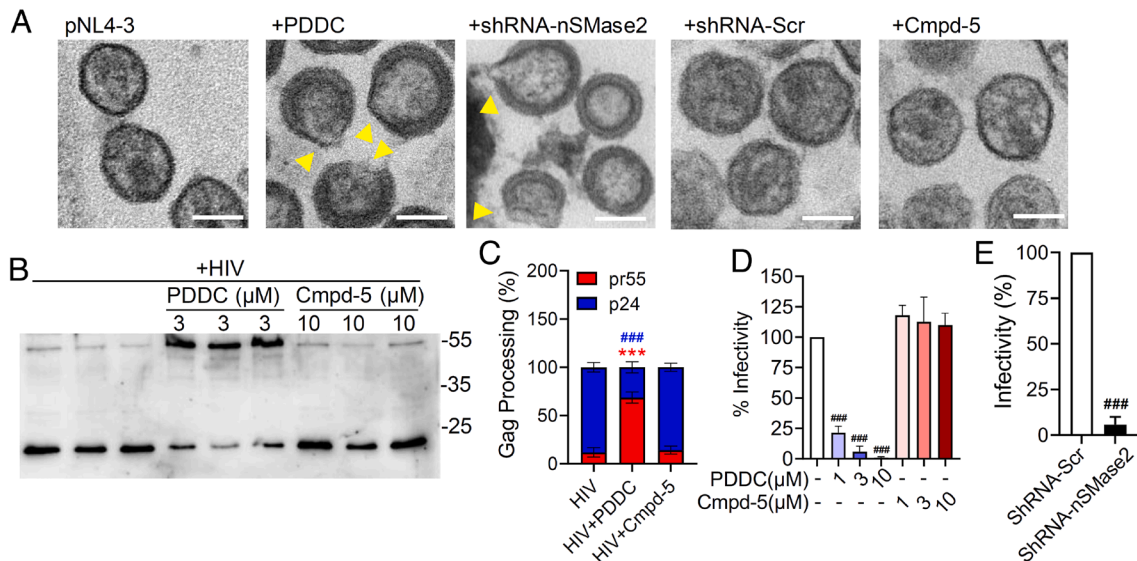 A
pNL4-3
+PDDC
+shRNA-nSMase2
+shRNA-Scr
+Cmpd-5
B
+HIV
PDDC (μM)
Cmpd-5 (μM)
3 3 3 10 10 10
-55
-35
-25
C
Gag Processing (%)
200
150
100
50
0
pr55
p24
###
***
HIV
HIV+PDDC
HIV+Cmpd-5
D
% Infectivity
150
125
100
75
50
25
0
###
###
###
PDDC(μM) - 1 3 10 - - -
Cmpd-5(μM) - - - - 1 3 10
E
Infectivity (%)
100
75
50
25
0
###
ShRNA-Scr
ShRNA-nSMase2